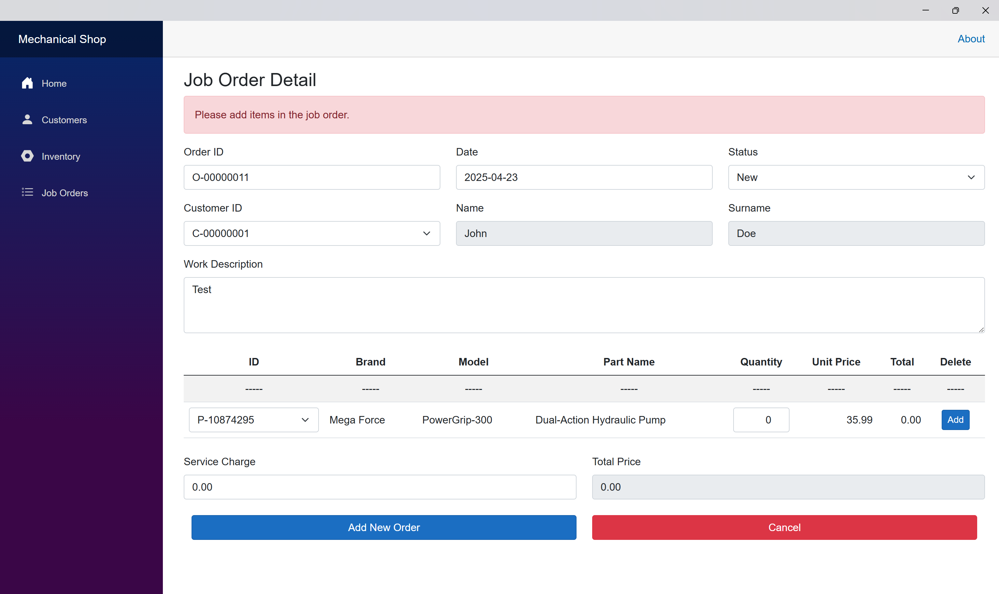 Mechanical Shop
About
Home
Customers
Inventory
Job Orders
Job Order Detail
Please add items in the job order.
Order ID Date Status
O-00000011 2025-04-23 New
Customer ID Name Surname
C-00000001 John Doe
Work Description
Test
ID Brand Model Part Name Quantity Unit Price Total Delete
----- ----- ----- ----- ----- ----- ----- -----
P-10874295 Mega Force PowerGrip-300 Dual-Action Hydraulic Pump 0 35.99 0.00 Add
Service Charge Total Price
0.00 0.00
Add New Order Cancel